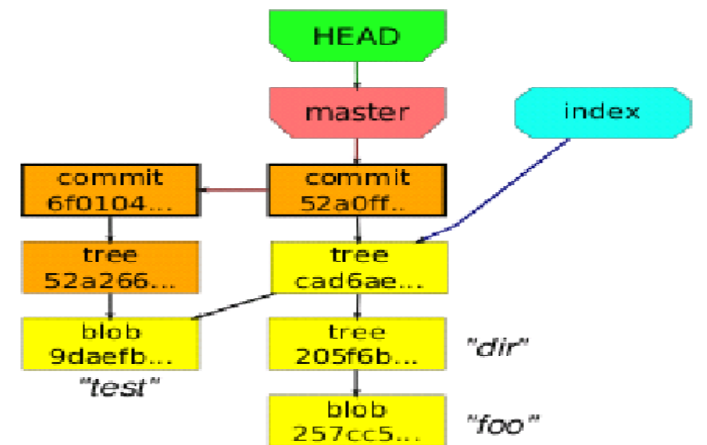 HEAD
master
index
commit
6f0104...
commit
52a0ff..
tree
52a266...
tree
cad6ae...
blob
9daefb...
tree
205f6b...
"dir"
"test"
blob
257cc5...
"foo"